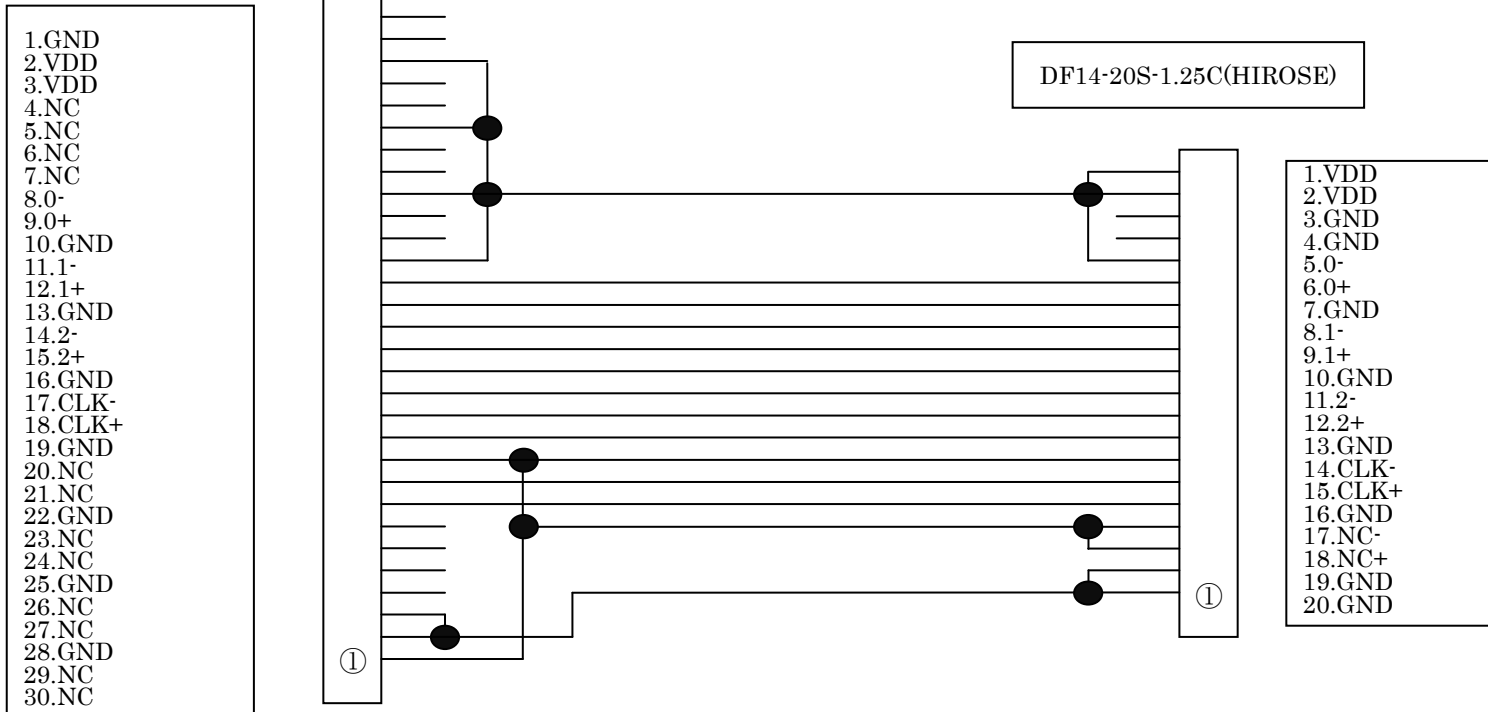 1.GND
2.VDD
3.VDD
4.NC
5.NC
6.NC
7.NC
8.0-
9.0+
10.GND
11.1-
12.1+
13.GND
14.2-
15.2+
16.GND
17.CLK-
18.CLK+
19.GND
20.NC
21.NC
22.GND
23.NC
24.NC
25.GND
26.NC
27.NC
28.GND
29.NC
30.NC
①
DF14-20S-1.25C(HIROSE)
①
1.VDD
2.VDD
3.GND
4.GND
5.0-
6.0+
7.GND
8.1-
9.1+
10.GND
11.2-
12.2+
13.GND
14.CLK-
15.CLK+
16.GND
17.NC-
18.NC+
19.GND
20.GND